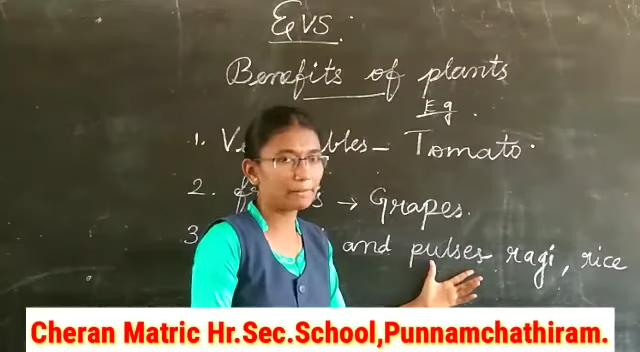 EVS.
Benefits of plants
Eg.
1. Ve bles - Tomato.
2. f s → Grapes.
3 and pulses - ragi, rice
Cheran Matric Hr.Sec.School,Punnamchathiram.